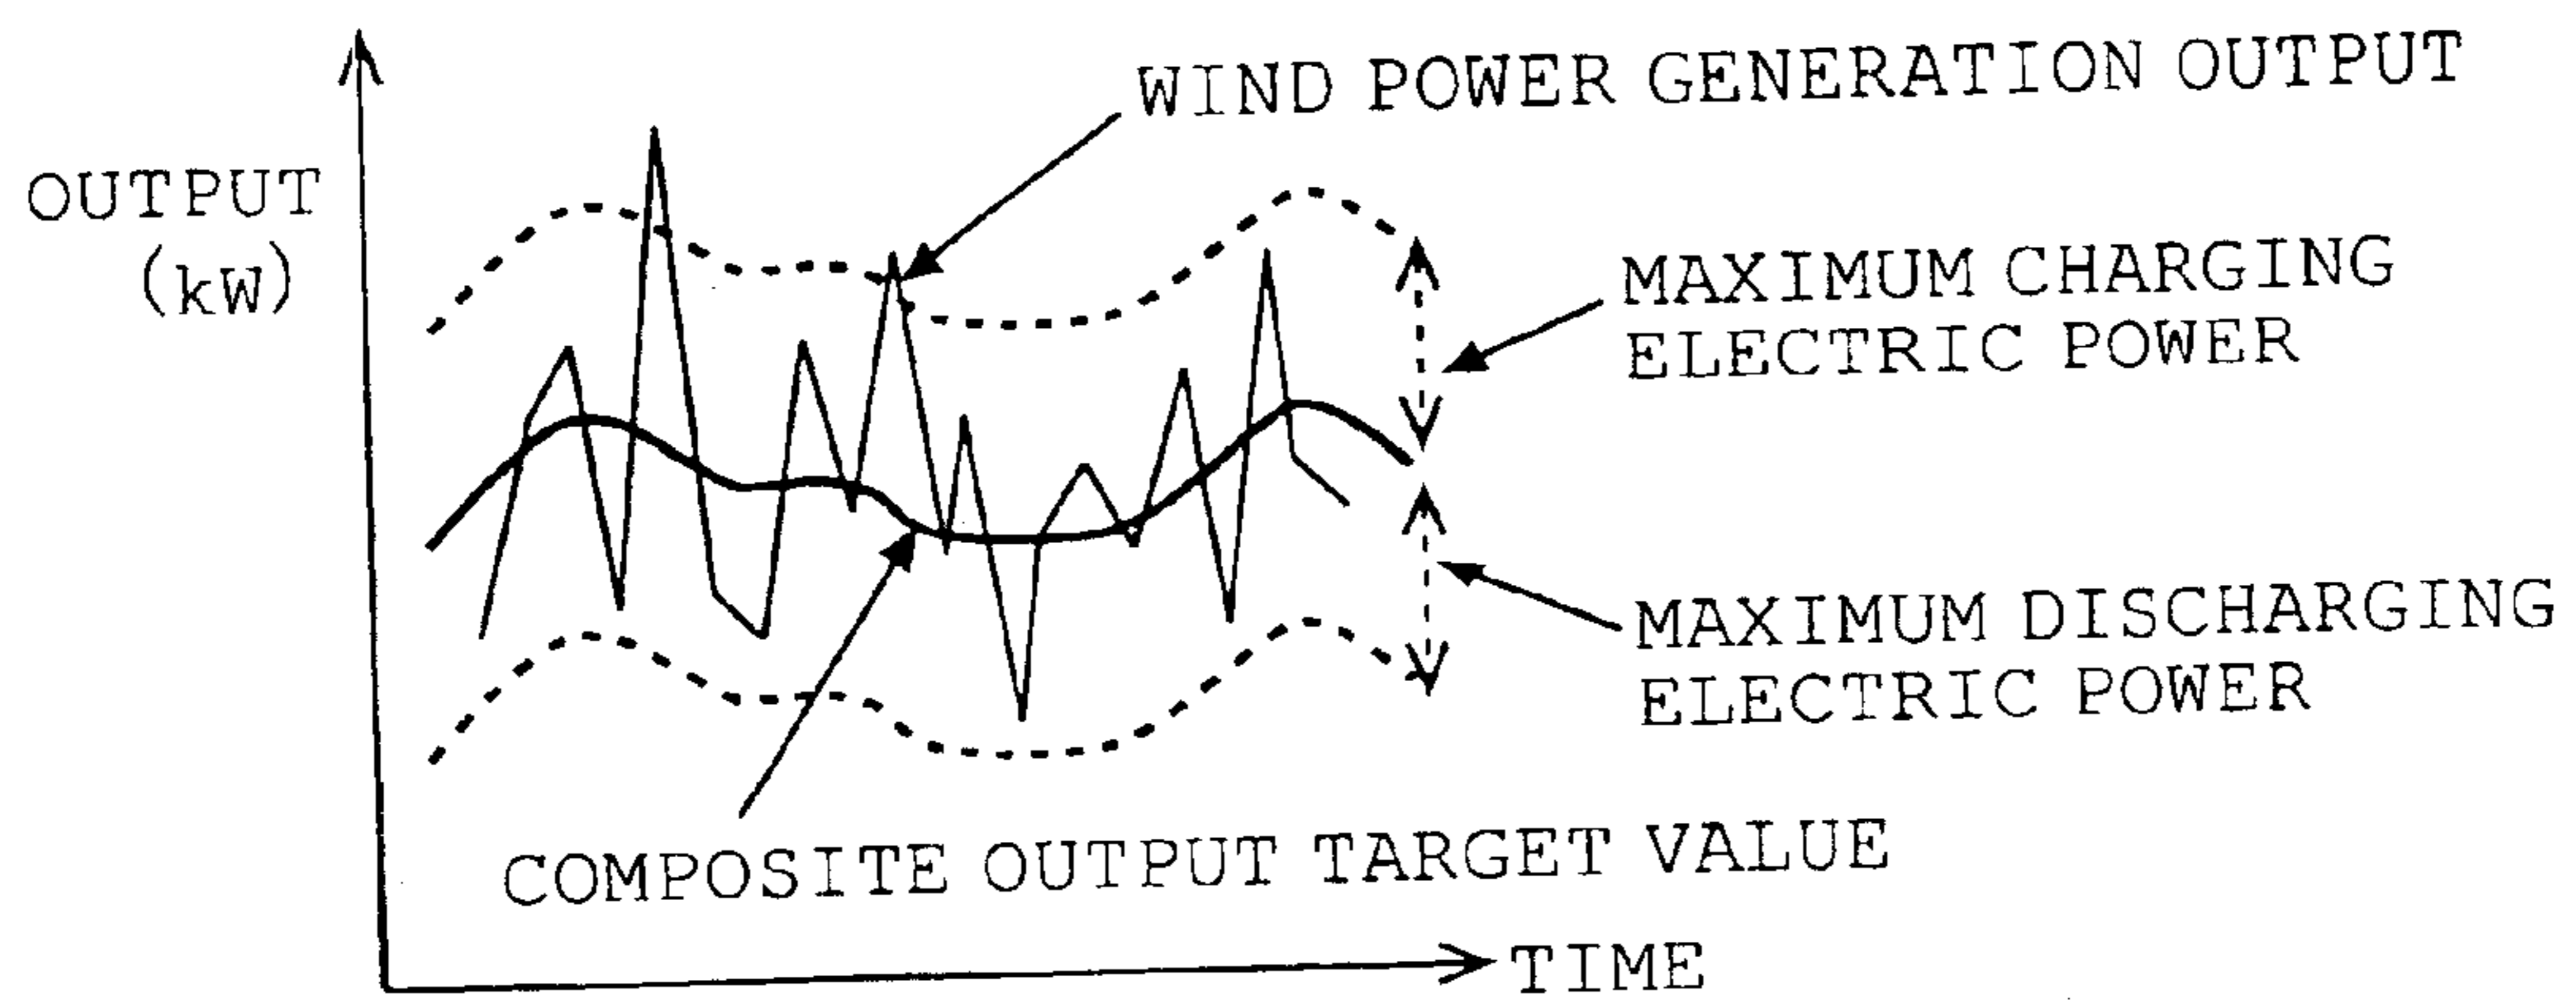 WIND POWER GENERATION OUTPUT
OUTPUT
(kW)
MAXIMUM CHARGING
ELECTRIC POWER
MAXIMUM DISCHARGING
ELECTRIC POWER
COMPOSITE OUTPUT TARGET VALUE
TIME